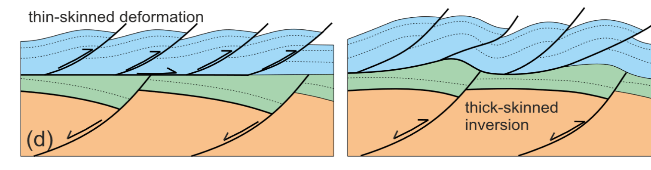 thin-skinned deformation
(d)
thick-skinned
inversion